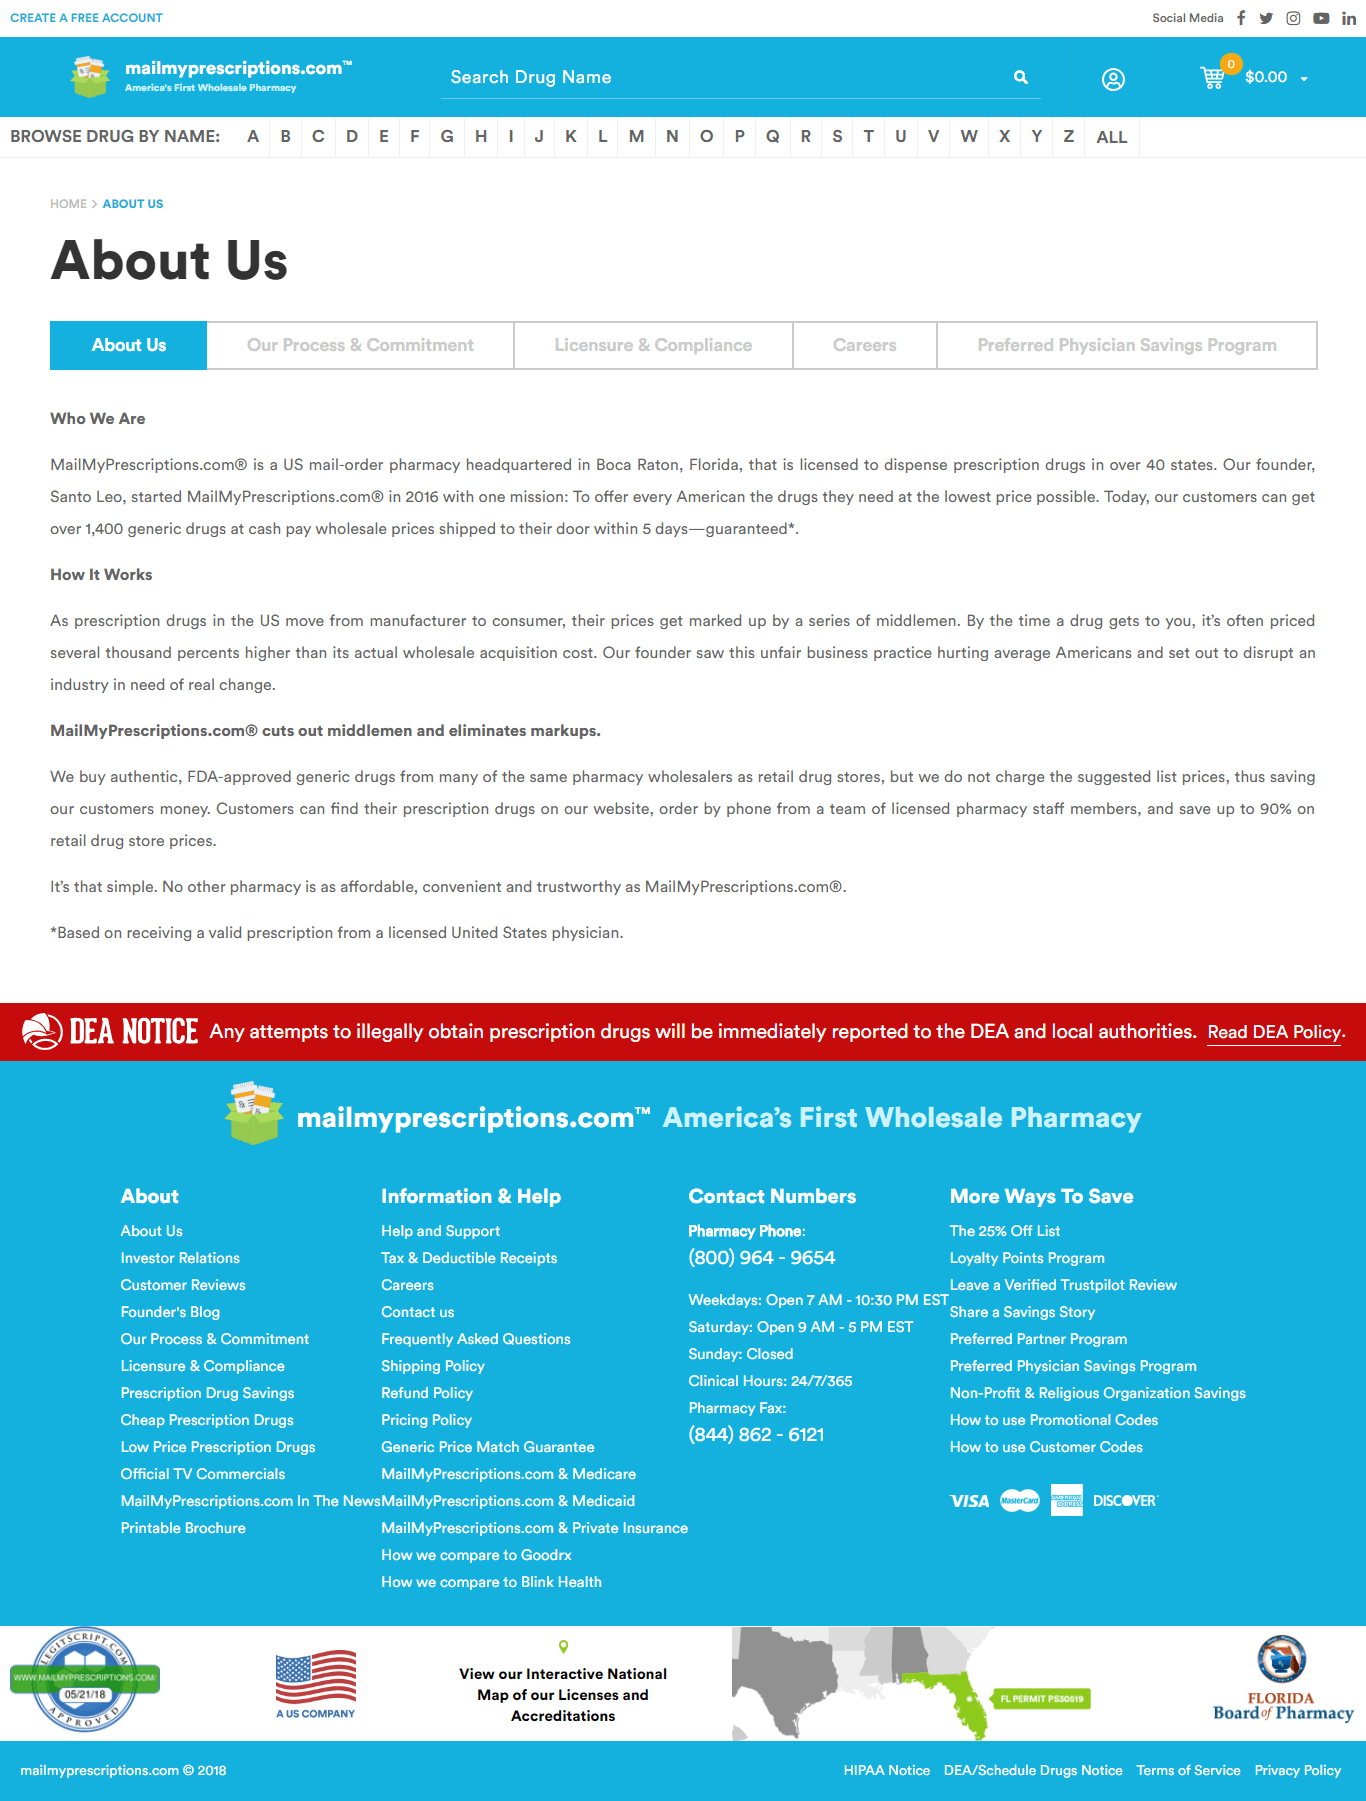 CREATE A FREE ACCOUNT
Social Media
mailmyprescriptions.com™
America's First Wholesale Pharmacy
Search Drug Name
0
$0.00
BROWSE DRUG BY NAME: A B C D E F G H I J K L M N O P Q R S T U V W X Y Z ALL
HOME > ABOUT US
About Us
About Us
Our Process & Commitment
Licensure & Compliance
Careers
Preferred Physician Savings Program
Who We Are
MailMyPrescriptions.com® is a US mail-order pharmacy headquartered in Boca Raton, Florida, that is licensed to dispense prescription drugs in over 40 states. Our founder,
Santo Leo, started MailMyPrescriptions.com® in 2016 with one mission: To offer every American the drugs they need at the lowest price possible. Today, our customers can get
over 1,400 generic drugs at cash pay wholesale prices shipped to their door within 5 days—guaranteed*.
How It Works
As prescription drugs in the US move from manufacturer to consumer, their prices get marked up by a series of middlemen. By the time a drug gets to you, it’s often priced
several thousand percents higher than its actual wholesale acquisition cost. Our founder saw this unfair business practice hurting average Americans and set out to disrupt an
industry in need of real change.
MailMyPrescriptions.com® cuts out middlemen and eliminates markups.
We buy authentic, FDA-approved generic drugs from many of the same pharmacy wholesalers as retail drug stores, but we do not charge the suggested list prices, thus saving
our customers money. Customers can find their prescription drugs on our website, order by phone from a team of licensed pharmacy staff members, and save up to 90% on
retail drug store prices.
It’s that simple. No other pharmacy is as affordable, convenient and trustworthy as MailMyPrescriptions.com®.
*Based on receiving a valid prescription from a licensed United States physician.
DEA NOTICE Any attempts to illegally obtain prescription drugs will be immediately reported to the DEA and local authorities. Read DEA Policy.
mailmyprescriptions.com™ America’s First Wholesale Pharmacy
About
About Us
Investor Relations
Customer Reviews
Founder's Blog
Our Process & Commitment
Licensure & Compliance
Prescription Drug Savings
Cheap Prescription Drugs
Low Price Prescription Drugs
Official TV Commercials
MailMyPrescriptions.com In The News
Printable Brochure
Information & Help
Help and Support
Tax & Deductible Receipts
Careers
Contact us
Frequently Asked Questions
Shipping Policy
Refund Policy
Pricing Policy
Generic Price Match Guarantee
MailMyPrescriptions.com & Medicare
MailMyPrescriptions.com & Medicaid
MailMyPrescriptions.com & Private Insurance
How we compare to Goodrx
How we compare to Blink Health
Contact Numbers
Pharmacy Phone:
(800) 964 - 9654
Weekdays: Open 7 AM - 10:30 PM EST
Saturday: Open 9 AM - 5 PM EST
Sunday: Closed
Clinical Hours: 24/7/365
Pharmacy Fax:
(844) 862 - 6121
More Ways To Save
The 25% Off List
Loyalty Points Program
Leave a Verified Trustpilot Review
Share a Savings Story
Preferred Partner Program
Preferred Physician Savings Program
Non-Profit & Religious Organization Savings
How to use Promotional Codes
How to use Customer Codes
VISA
MasterCard
AMERICAN EXPRESS
DISCOVER
LEGITSCRIPT.COM
WWW.MAILMYPRESCRIPTIONS.COM/
05/21/18
APPROVED
A US COMPANY
View our Interactive National
Map of our Licenses and
Accreditations
FL PERMIT PS30519
FLORIDA
Board of Pharmacy
mailmyprescriptions.com © 2018
HIPAA Notice
DEA/Schedule Drugs Notice
Terms of Service
Privacy Policy